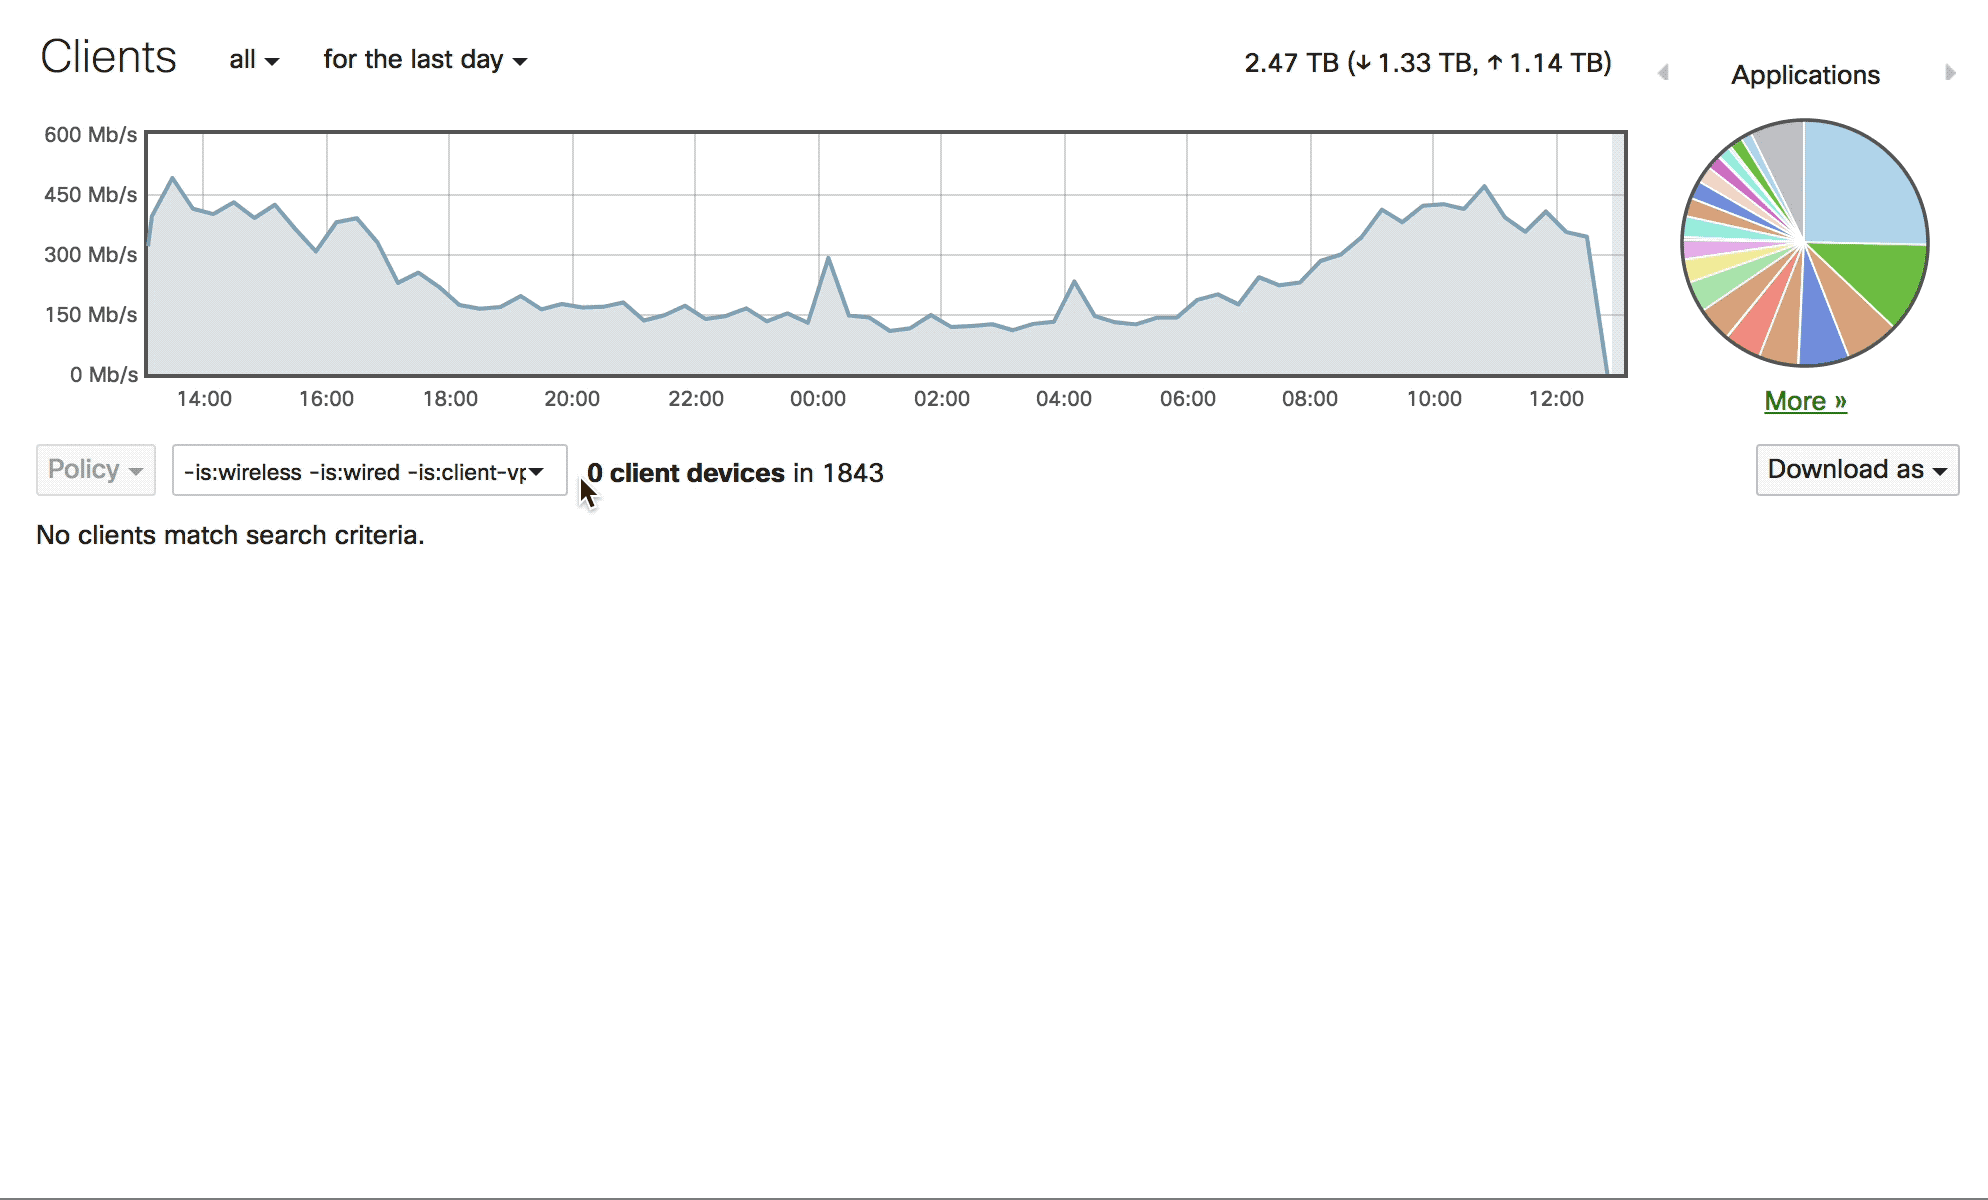 Clients all for the last day 2.47 TB (↓ 1.33 TB, ↑ 1.14 TB)
Applications
600 Mb/s
450 Mb/s
300 Mb/s
150 Mb/s
0 Mb/s
14:00 16:00 18:00 20:00 22:00 00:00 02:00 04:00 06:00 08:00 10:00 12:00
More »
Policy -is:wireless -is:wired -is:client-vp 0 client devices in 1843 Download as
No clients match search criteria.